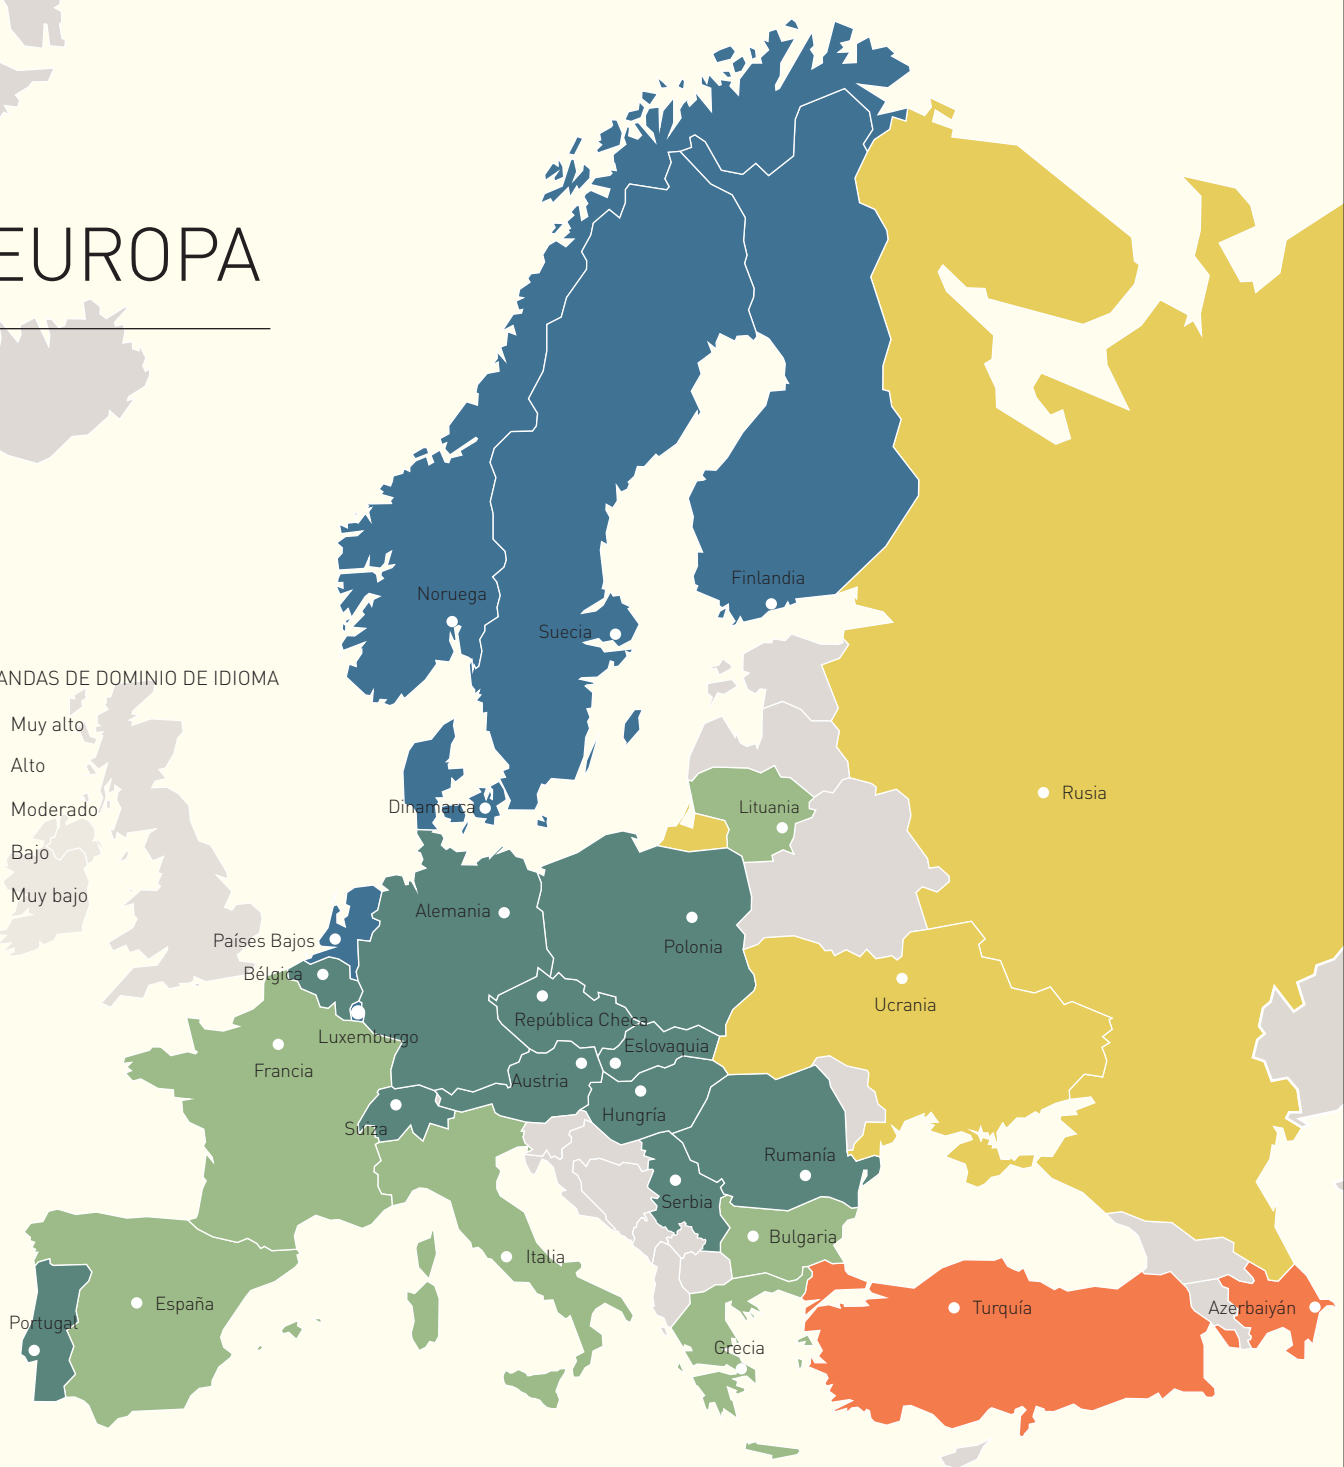 EUROPA
ANDAS DE DOMINIO DE IDIOMA
Muy alto
Alto
Moderado
Bajo
Muy bajo
Noruega
Finlandia
Suecia
Dinamarca
Lituania
Rusia
Alemania
Países Bajos
Polonia
Bélgica
Ucrania
República Checa
Luxemburgo
Eslovaquia
Francia
Austria
Hungría
Suiza
Rumanía
Serbia
Bulgaria
Italia
España
Turquía
Azerbaiyán
Portugal
Grecia